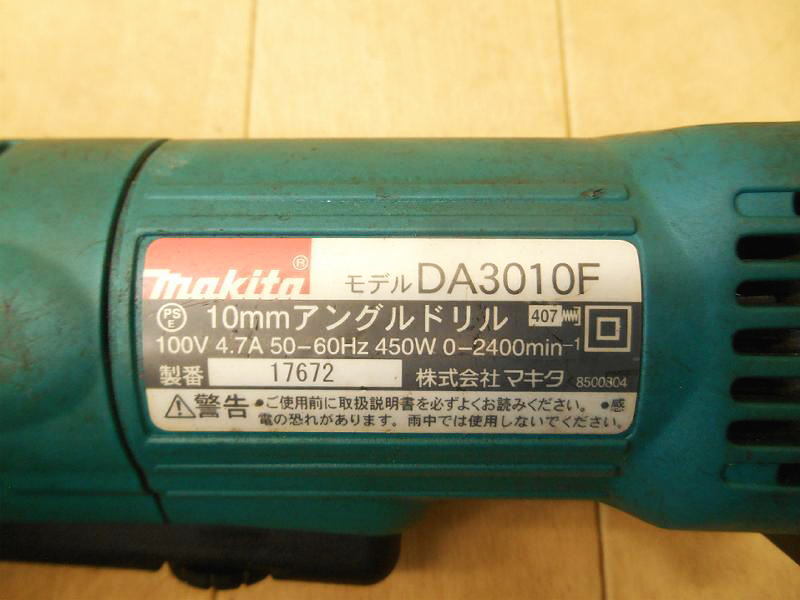 makita®
モデル DA3010F
PS E 10mmアングルドリル 407
100V 4.7A 50-60Hz 450W 0-2400min⁻¹
製番 17672 株式会社 マキタ 8500304
⚠警告 •ご使用前に取扱説明書を必ずよくお読みください。 •感
電の恐れがあります。雨中では使用しないでください。